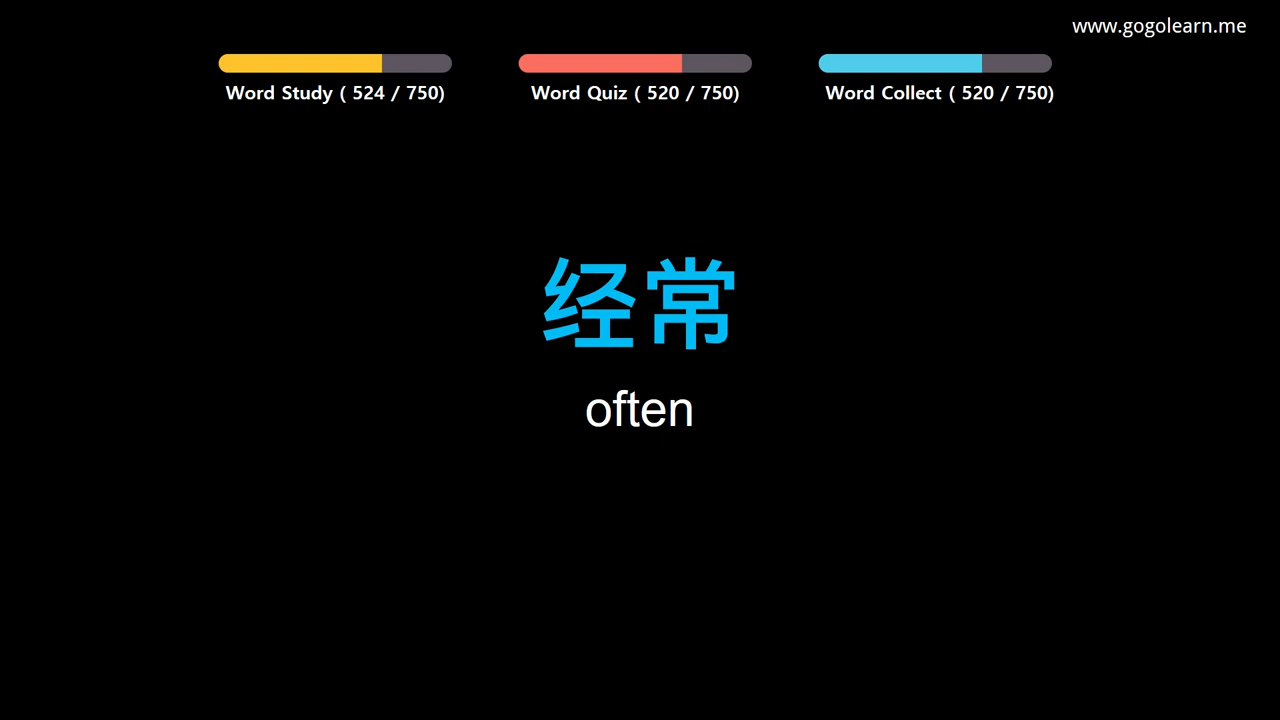 www.gogolearn.me
Word Study ( 524 / 750)
Word Quiz ( 520 / 750)
Word Collect ( 520 / 750)
经常
often